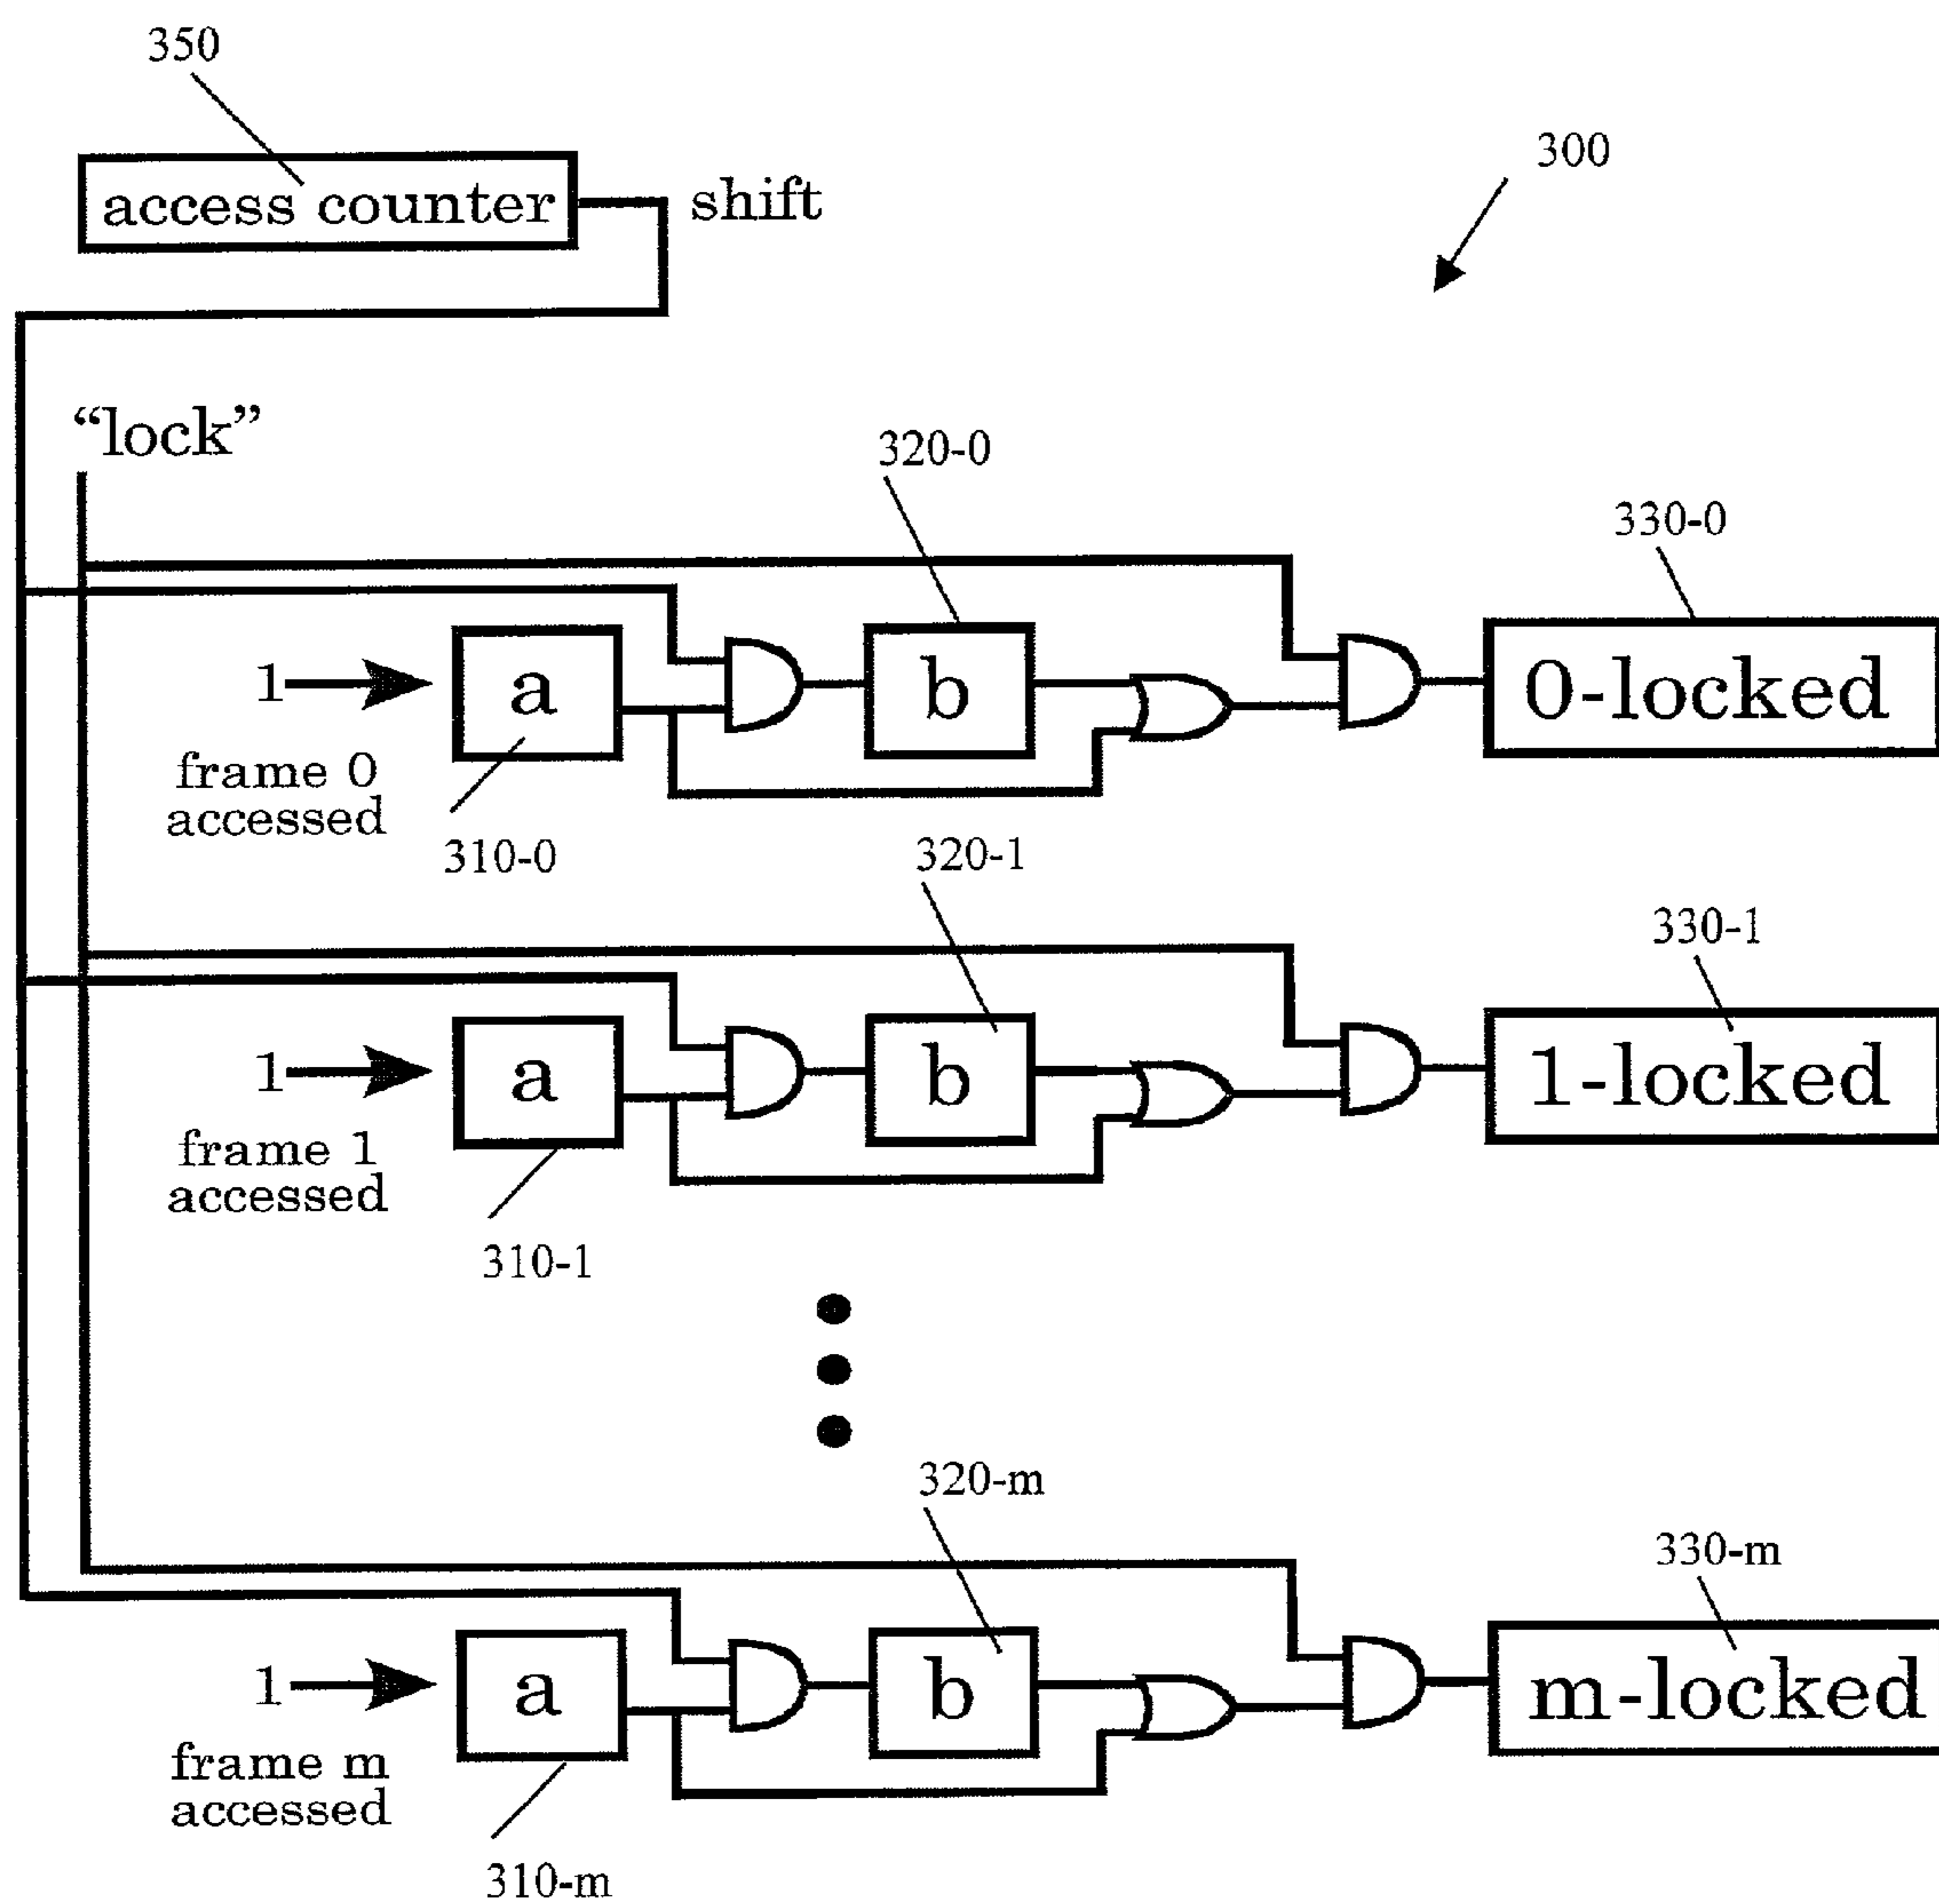 350
300
access counter
shift
“lock”
320-0
330-0
1
a
b
0-locked
frame 0
accessed
310-0
320-1
330-1
1
a
b
1-locked
frame 1
accessed
310-1
320-m
330-m
1
a
b
m-locked
frame m
accessed
310-m